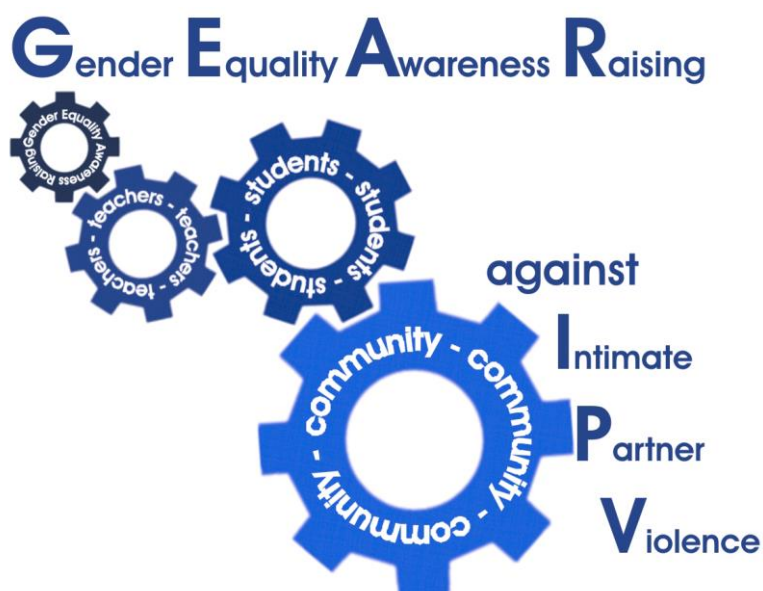 Gender Equality Awareness Raising
Gender Equality Awareness Raising
teachers - teachers - teachers -
students - students - students -
against
Intimate
community - community - community -
Partner
Violence